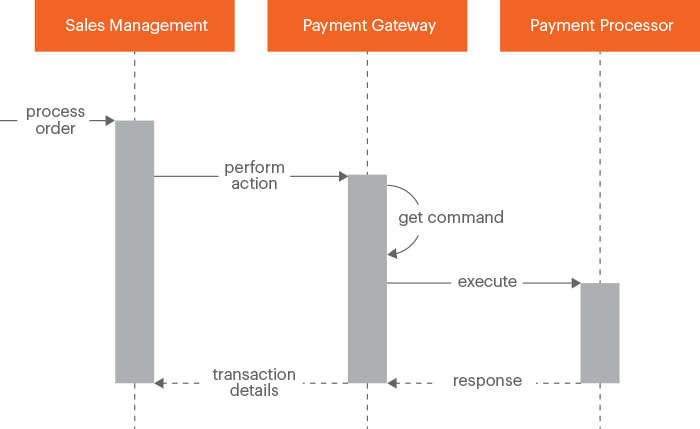 Sales Management
Payment Gateway
Payment Processor
process
order
perform
action
get command
execute
transaction
details
response